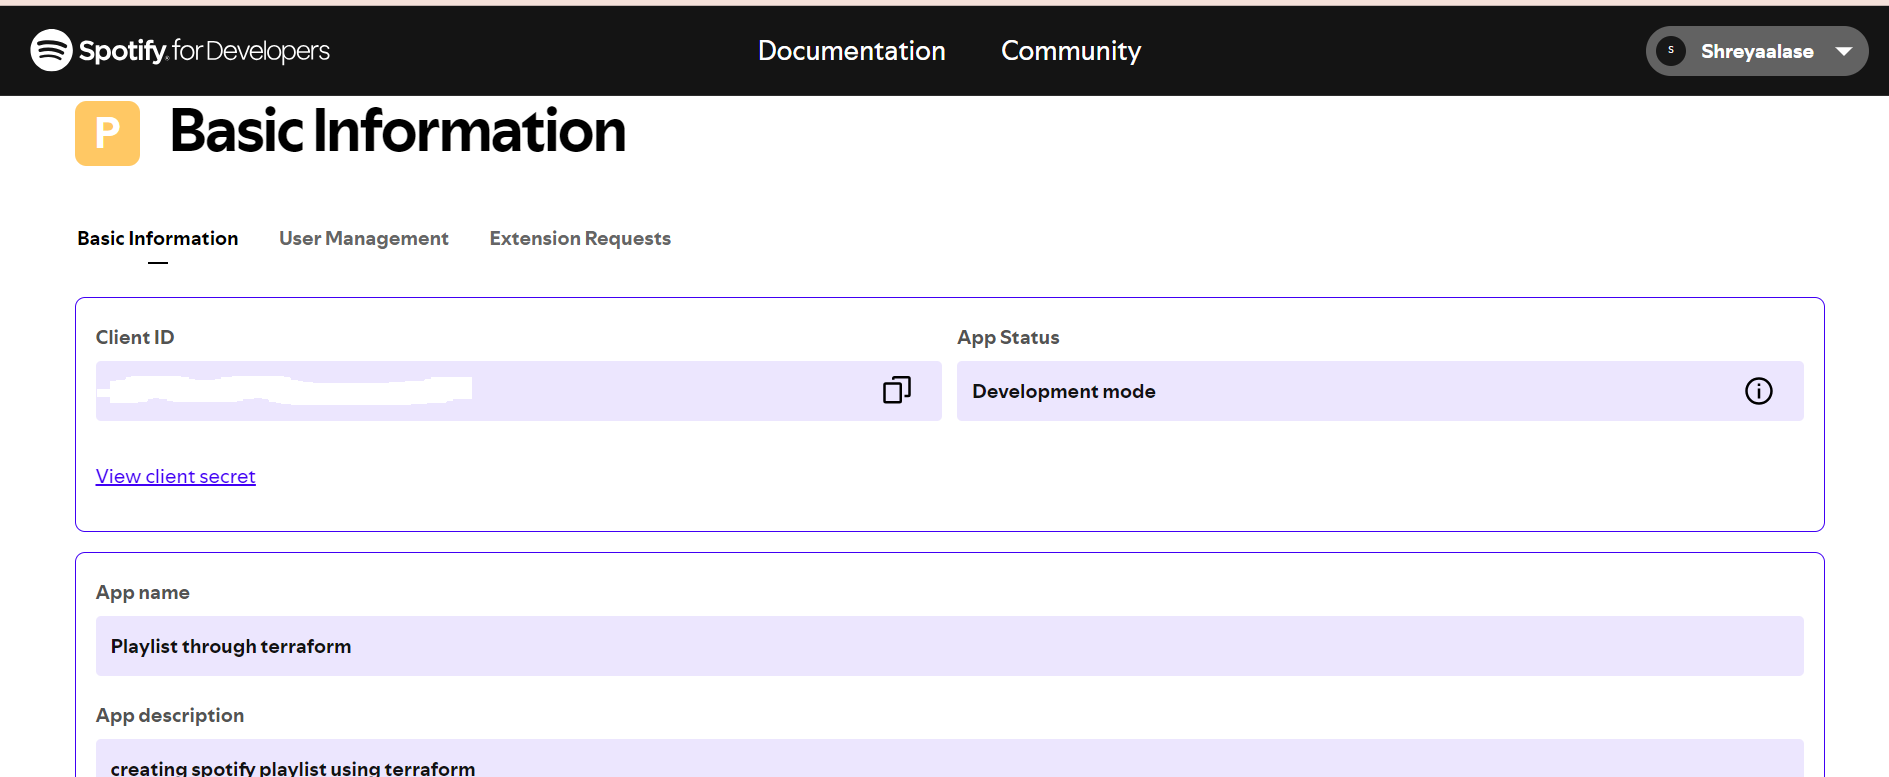 Spotify for Developers
Documentation
Community
S
Shreyaalase
P
Basic Information
Basic Information
User Management
Extension Requests
Client ID
App Status
Development mode
View client secret
App name
Playlist through terraform
App description
creating spotify playlist using terraform